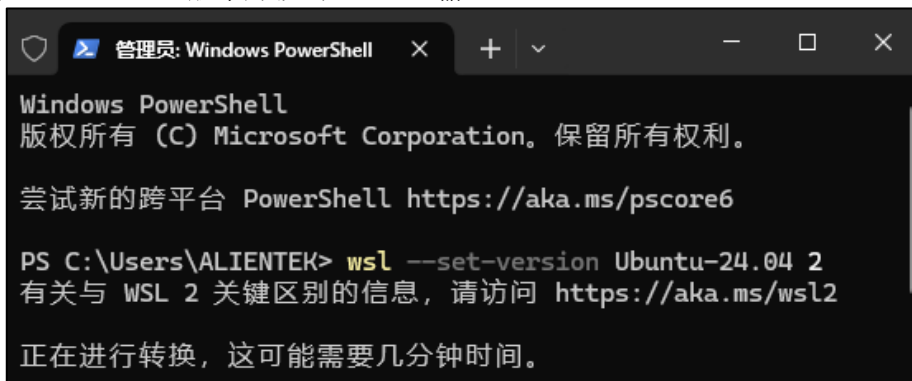 管理员: Windows PowerShell
Windows PowerShell
版权所有 (C) Microsoft Corporation。保留所有权利。
尝试新的跨平台 PowerShell https://aka.ms/pscore6
PS C:\Users\ALIENTEK> wsl --set-version Ubuntu-24.04 2
有关与 WSL 2 关键区别的信息，请访问 https://aka.ms/wsl2
正在进行转换，这可能需要几分钟时间。